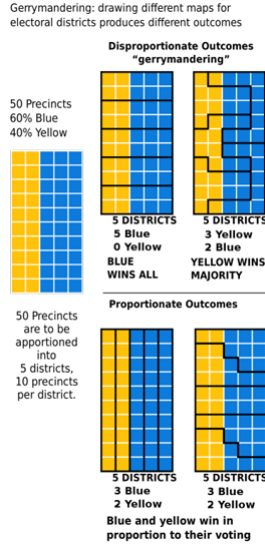 Gerrymandering: drawing different maps for
electoral districts produces different outcomes
Disproportionate Outcomes
“gerrymandering”
50 Precincts
60% Blue
40% Yellow
5 DISTRICTS
5 Blue
0 Yellow
BLUE
WINS ALL
5 DISTRICTS
3 Yellow
2 Blue
YELLOW WINS
MAJORITY
Proportionate Outcomes
50 Precincts
are to be
apportioned
into
5 districts,
10 precincts
per district.
5 DISTRICTS
3 Blue
2 Yellow
5 DISTRICTS
3 Blue
2 Yellow
Blue and yellow win in
proportion to their voting